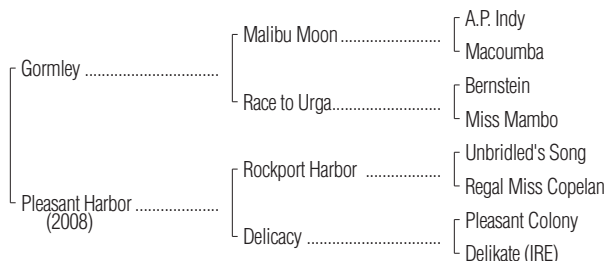 A.P. Indy
Malibu Moon
Macoumba
Gormley
Bernstein
Race to Urga
Miss Mambo
Unbridled's Song
Rockport Harbor
Regal Miss Copelan
Pleasant Harbor
(2008)
Pleasant Colony
Delicacy
Delikate (IRE)